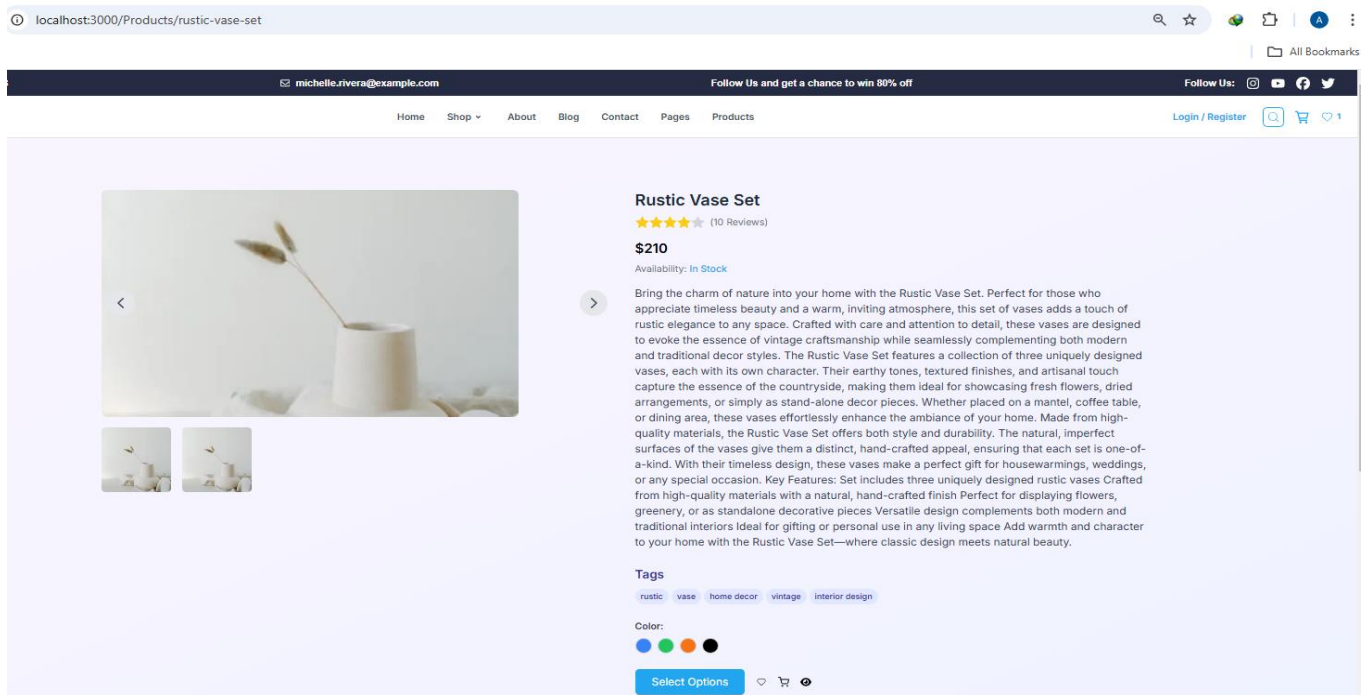 localhost:3000/Products/rustic-vase-set
A
All Bookmarks
michelle.rivera@example.com
Follow Us and get a chance to win 80% off
Follow Us:
Home Shop About Blog Contact Pages Products
Login / Register
1
Rustic Vase Set
(10 Reviews)
$210
Availability: In Stock
Bring the charm of nature into your home with the Rustic Vase Set. Perfect for those who
appreciate timeless beauty and a warm, inviting atmosphere, this set of vases adds a touch of
rustic elegance to any space. Crafted with care and attention to detail, these vases are designed
to evoke the essence of vintage craftsmanship while seamlessly complementing both modern
and traditional decor styles. The Rustic Vase Set features a collection of three uniquely designed
vases, each with its own character. Their earthy tones, textured finishes, and artisanal touch
capture the essence of the countryside, making them ideal for showcasing fresh flowers, dried
arrangements, or simply as stand-alone decor pieces. Whether placed on a mantel, coffee table,
or dining area, these vases effortlessly enhance the ambiance of your home. Made from high-
quality materials, the Rustic Vase Set offers both style and durability. The natural, imperfect
surfaces of the vases give them a distinct, hand-crafted appeal, ensuring that each set is one-of-
a-kind. With their timeless design, these vases make a perfect gift for housewarmings, weddings,
or any special occasion. Key Features: Set includes three uniquely designed rustic vases Crafted
from high-quality materials with a natural, hand-crafted finish Perfect for displaying flowers,
greenery, or as standalone decorative pieces Versatile design complements both modern and
traditional interiors Ideal for gifting or personal use in any living space Add warmth and character
to your home with the Rustic Vase Set—where classic design meets natural beauty.
Tags
rustic vase home decor vintage interior design
Color:
Select Options